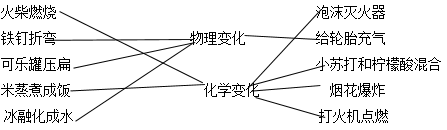 火柴燃烧
铁钉折弯
可乐罐压扁
米蒸煮成饭
冰融化成水
物理变化
化学变化
泡沫灭火器
给轮胎充气
小苏打和柠檬酸混合
烟花爆炸
打火机点燃